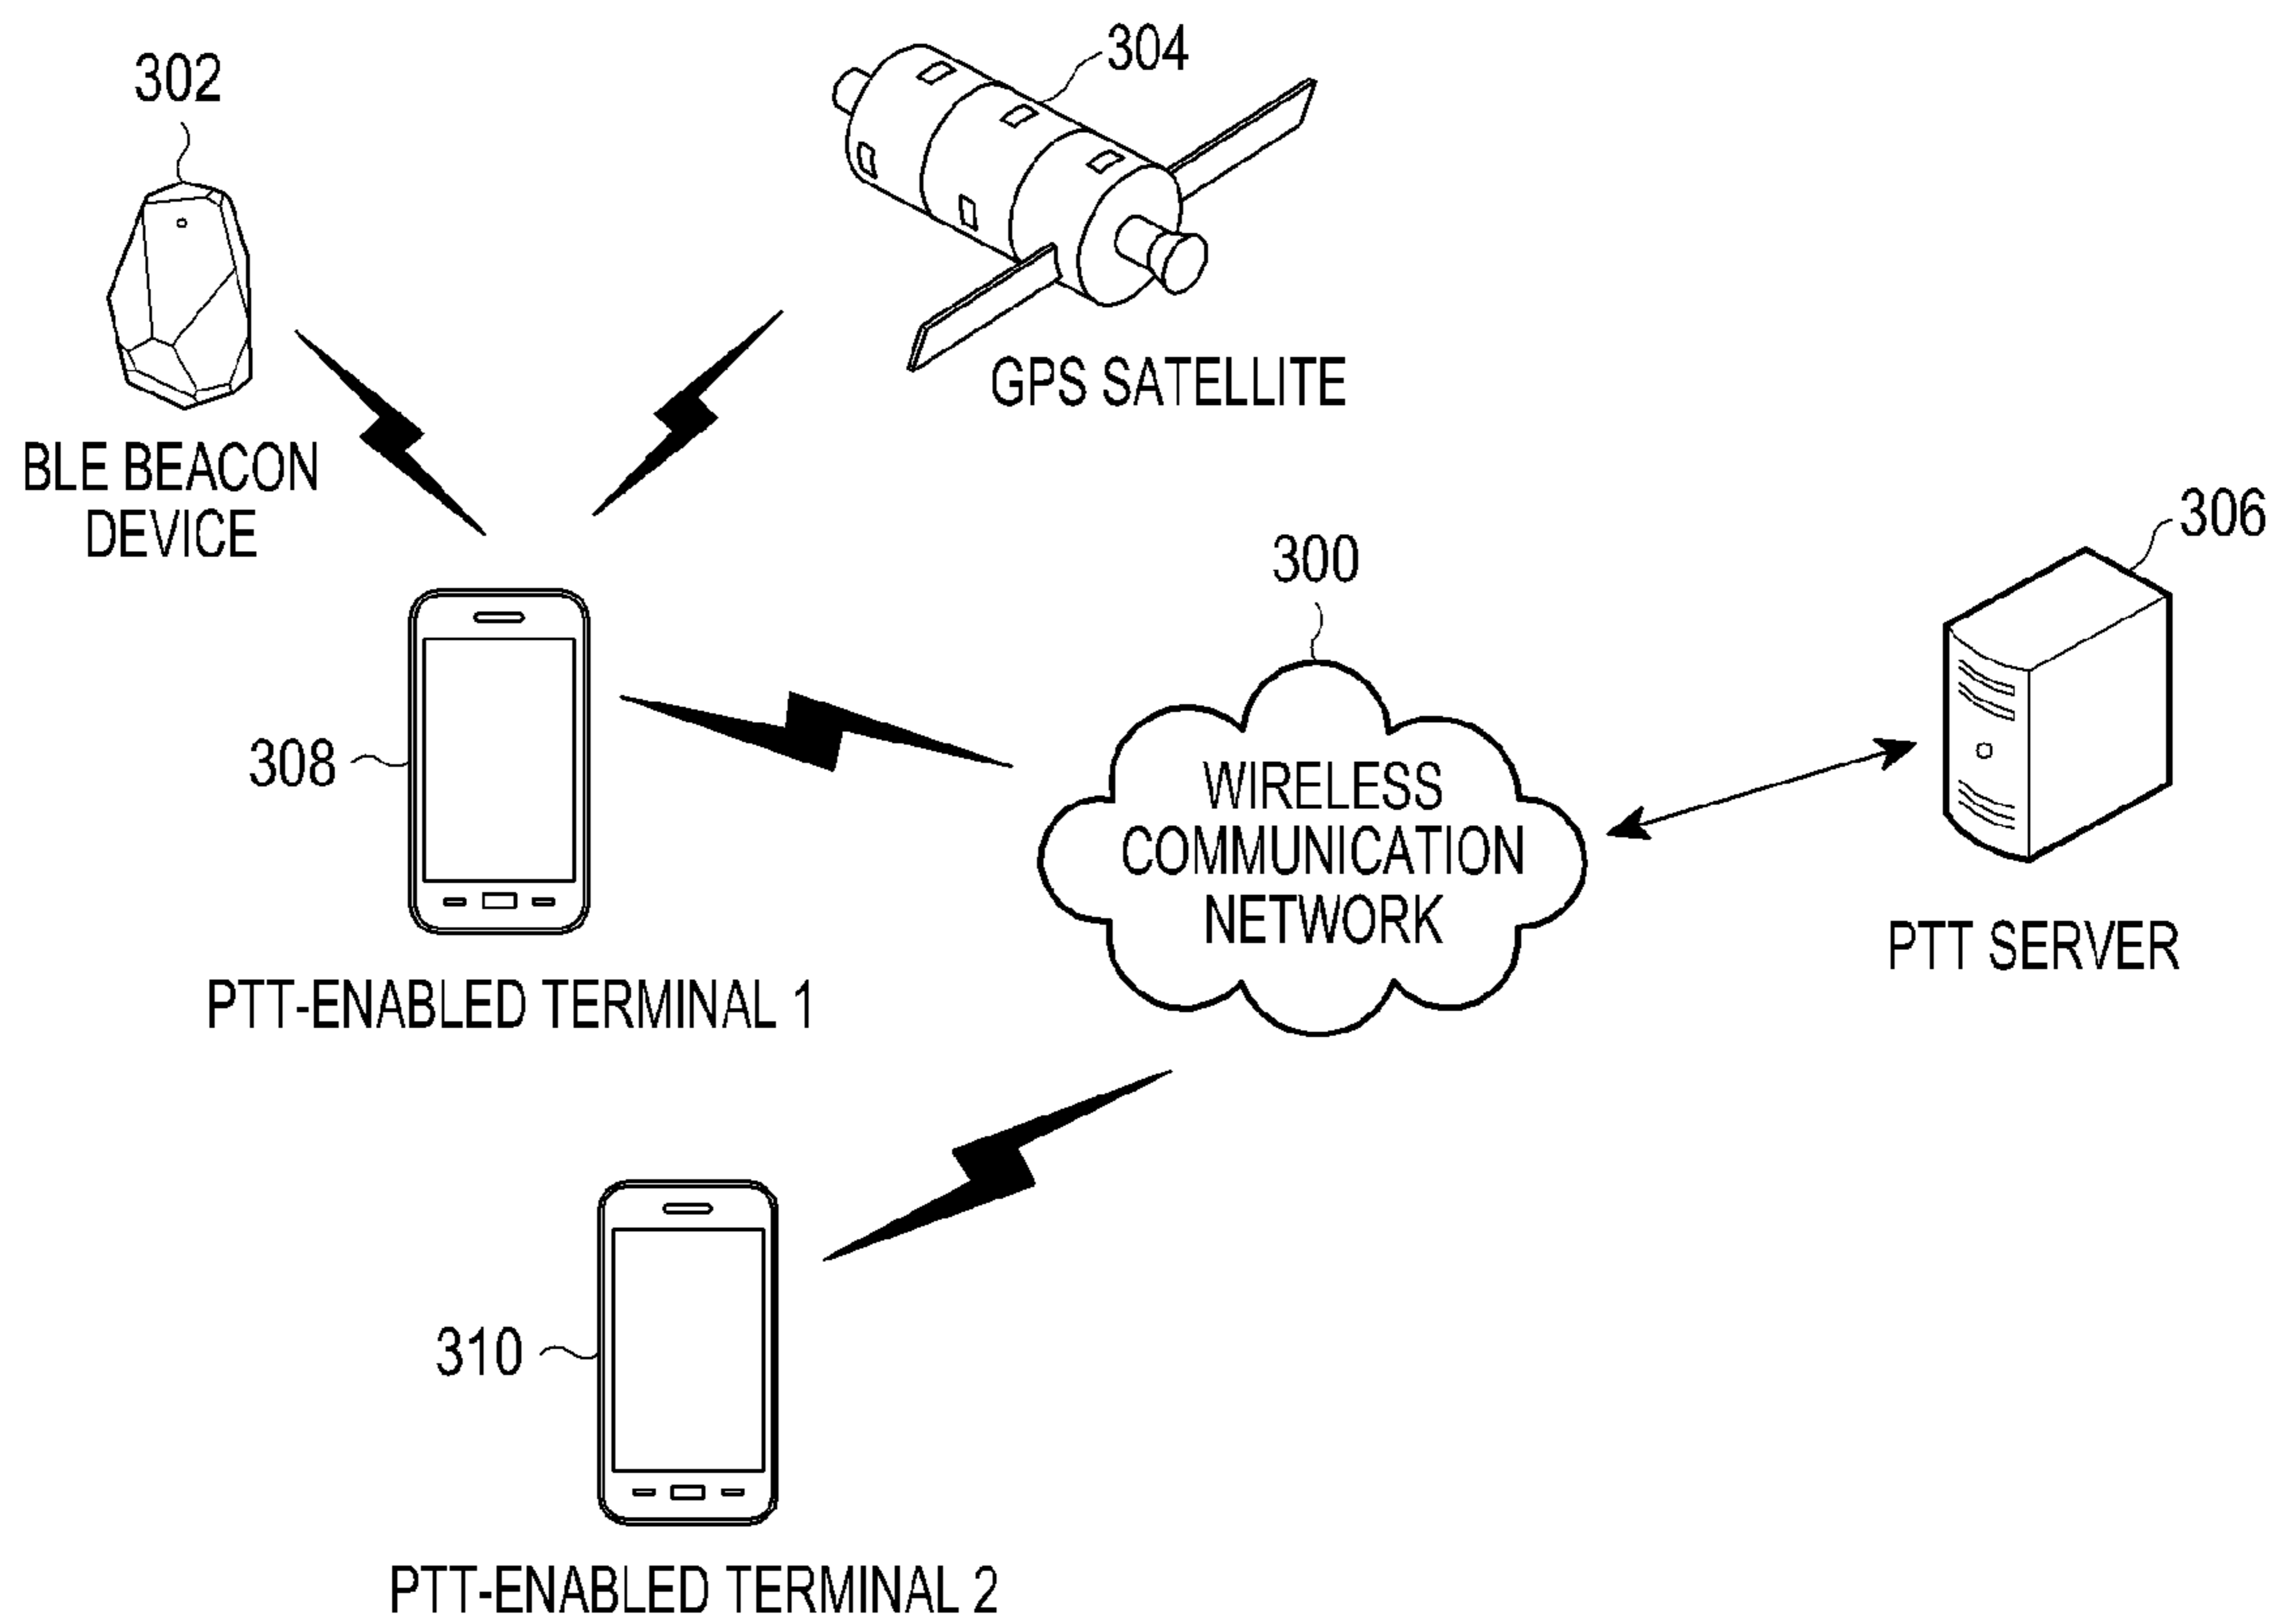 304
302
GPS SATELLITE
BLE BEACON
DEVICE
306
300
308
WIRELESS
COMMUNICATION
NETWORK
PTT SERVER
PTT-ENABLED TERMINAL 1
310
PTT-ENABLED TERMINAL 2